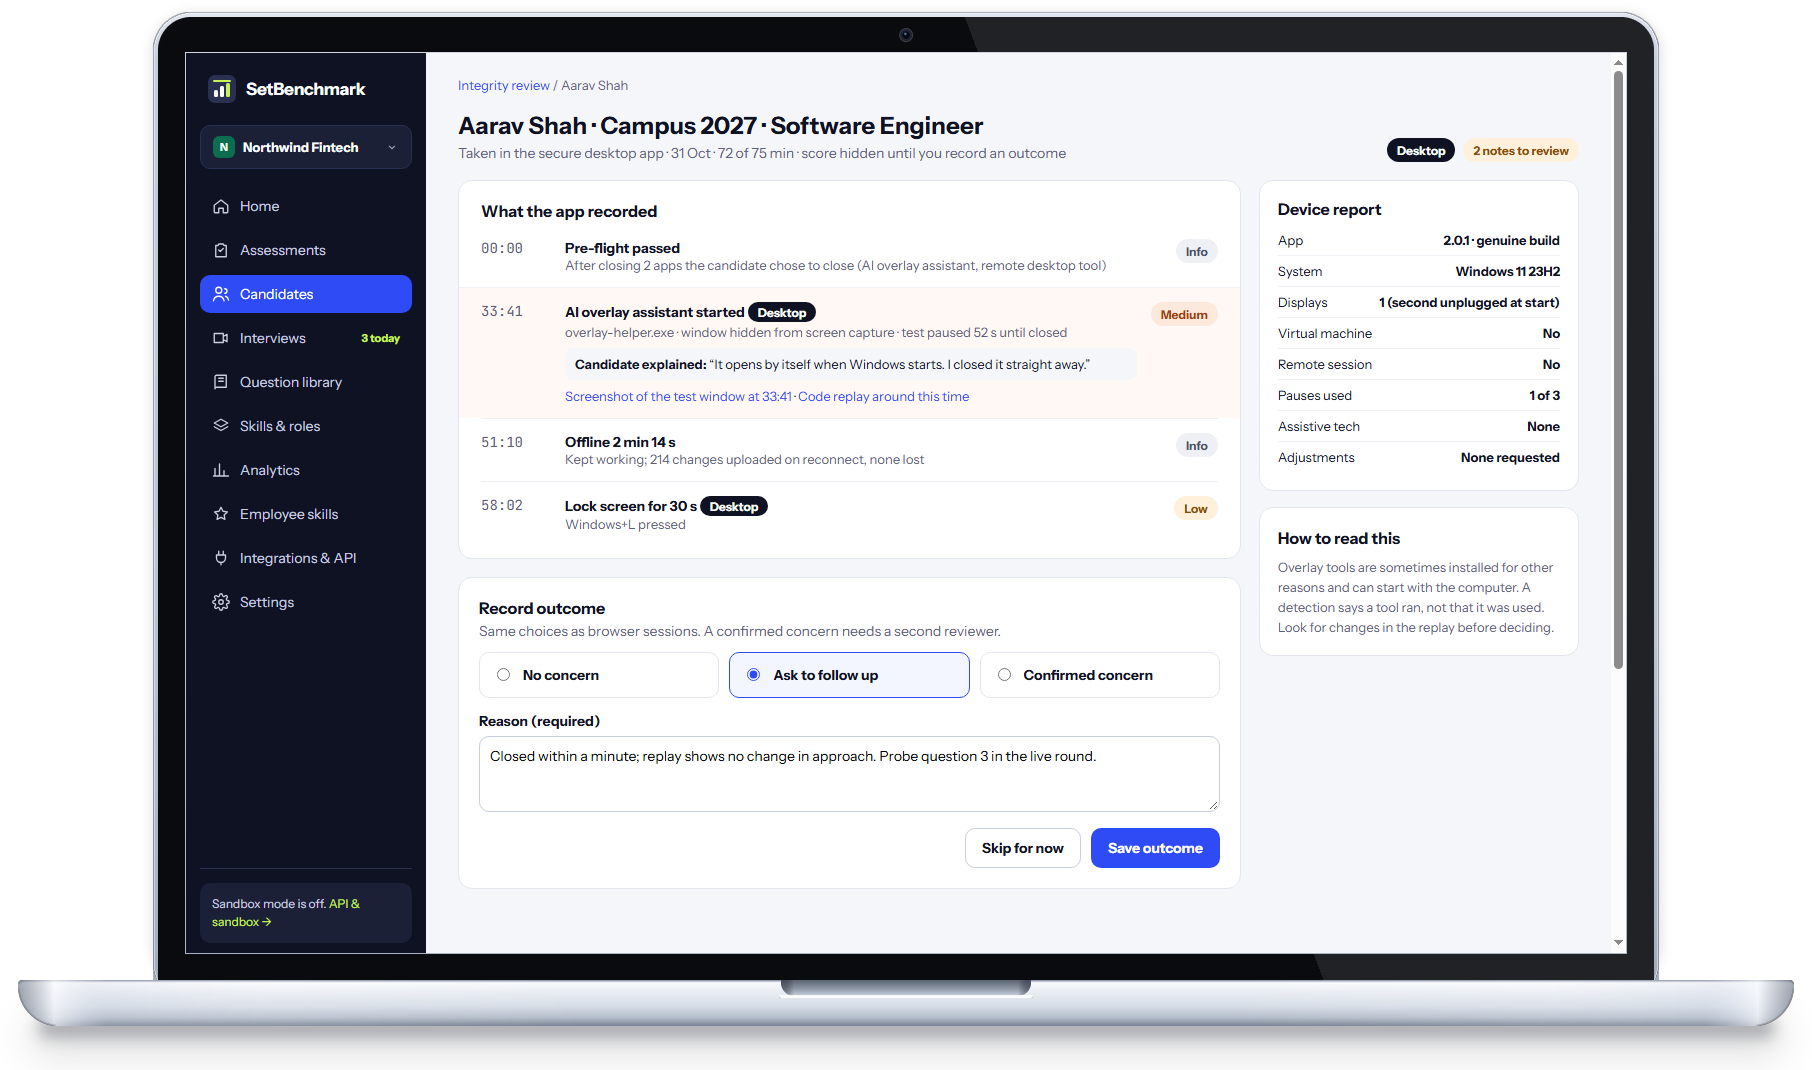 SetBenchmark
N Northwind Fintech
Home
Assessments
Candidates
Interviews 3 today
Question library
Skills & roles
Analytics
Employee skills
Integrations & API
Settings
Sandbox mode is off. API &
sandbox →
Integrity review / Aarav Shah
Aarav Shah · Campus 2027 · Software Engineer
Taken in the secure desktop app · 31 Oct · 72 of 75 min · score hidden until you record an outcome
Desktop 2 notes to review
What the app recorded
00:00 Pre-flight passed Info
After closing 2 apps the candidate chose to close (AI overlay assistant, remote desktop tool)
33:41 AI overlay assistant started Desktop Medium
overlay-helper.exe · window hidden from screen capture · test paused 52 s until closed
Candidate explained: “It opens by itself when Windows starts. I closed it straight away.”
Screenshot of the test window at 33:41 · Code replay around this time
51:10 Offline 2 min 14 s Info
Kept working; 214 changes uploaded on reconnect, none lost
58:02 Lock screen for 30 s Desktop Low
Windows+L pressed
Record outcome
Same choices as browser sessions. A confirmed concern needs a second reviewer.
No concern Ask to follow up Confirmed concern
Reason (required)
Closed within a minute; replay shows no change in approach. Probe question 3 in the live round.
Skip for now Save outcome
Device report
App 2.0.1 · genuine build
System Windows 11 23H2
Displays 1 (second unplugged at start)
Virtual machine No
Remote session No
Pauses used 1 of 3
Assistive tech None
Adjustments None requested
How to read this
Overlay tools are sometimes installed for other
reasons and can start with the computer. A
detection says a tool ran, not that it was used.
Look for changes in the replay before deciding.